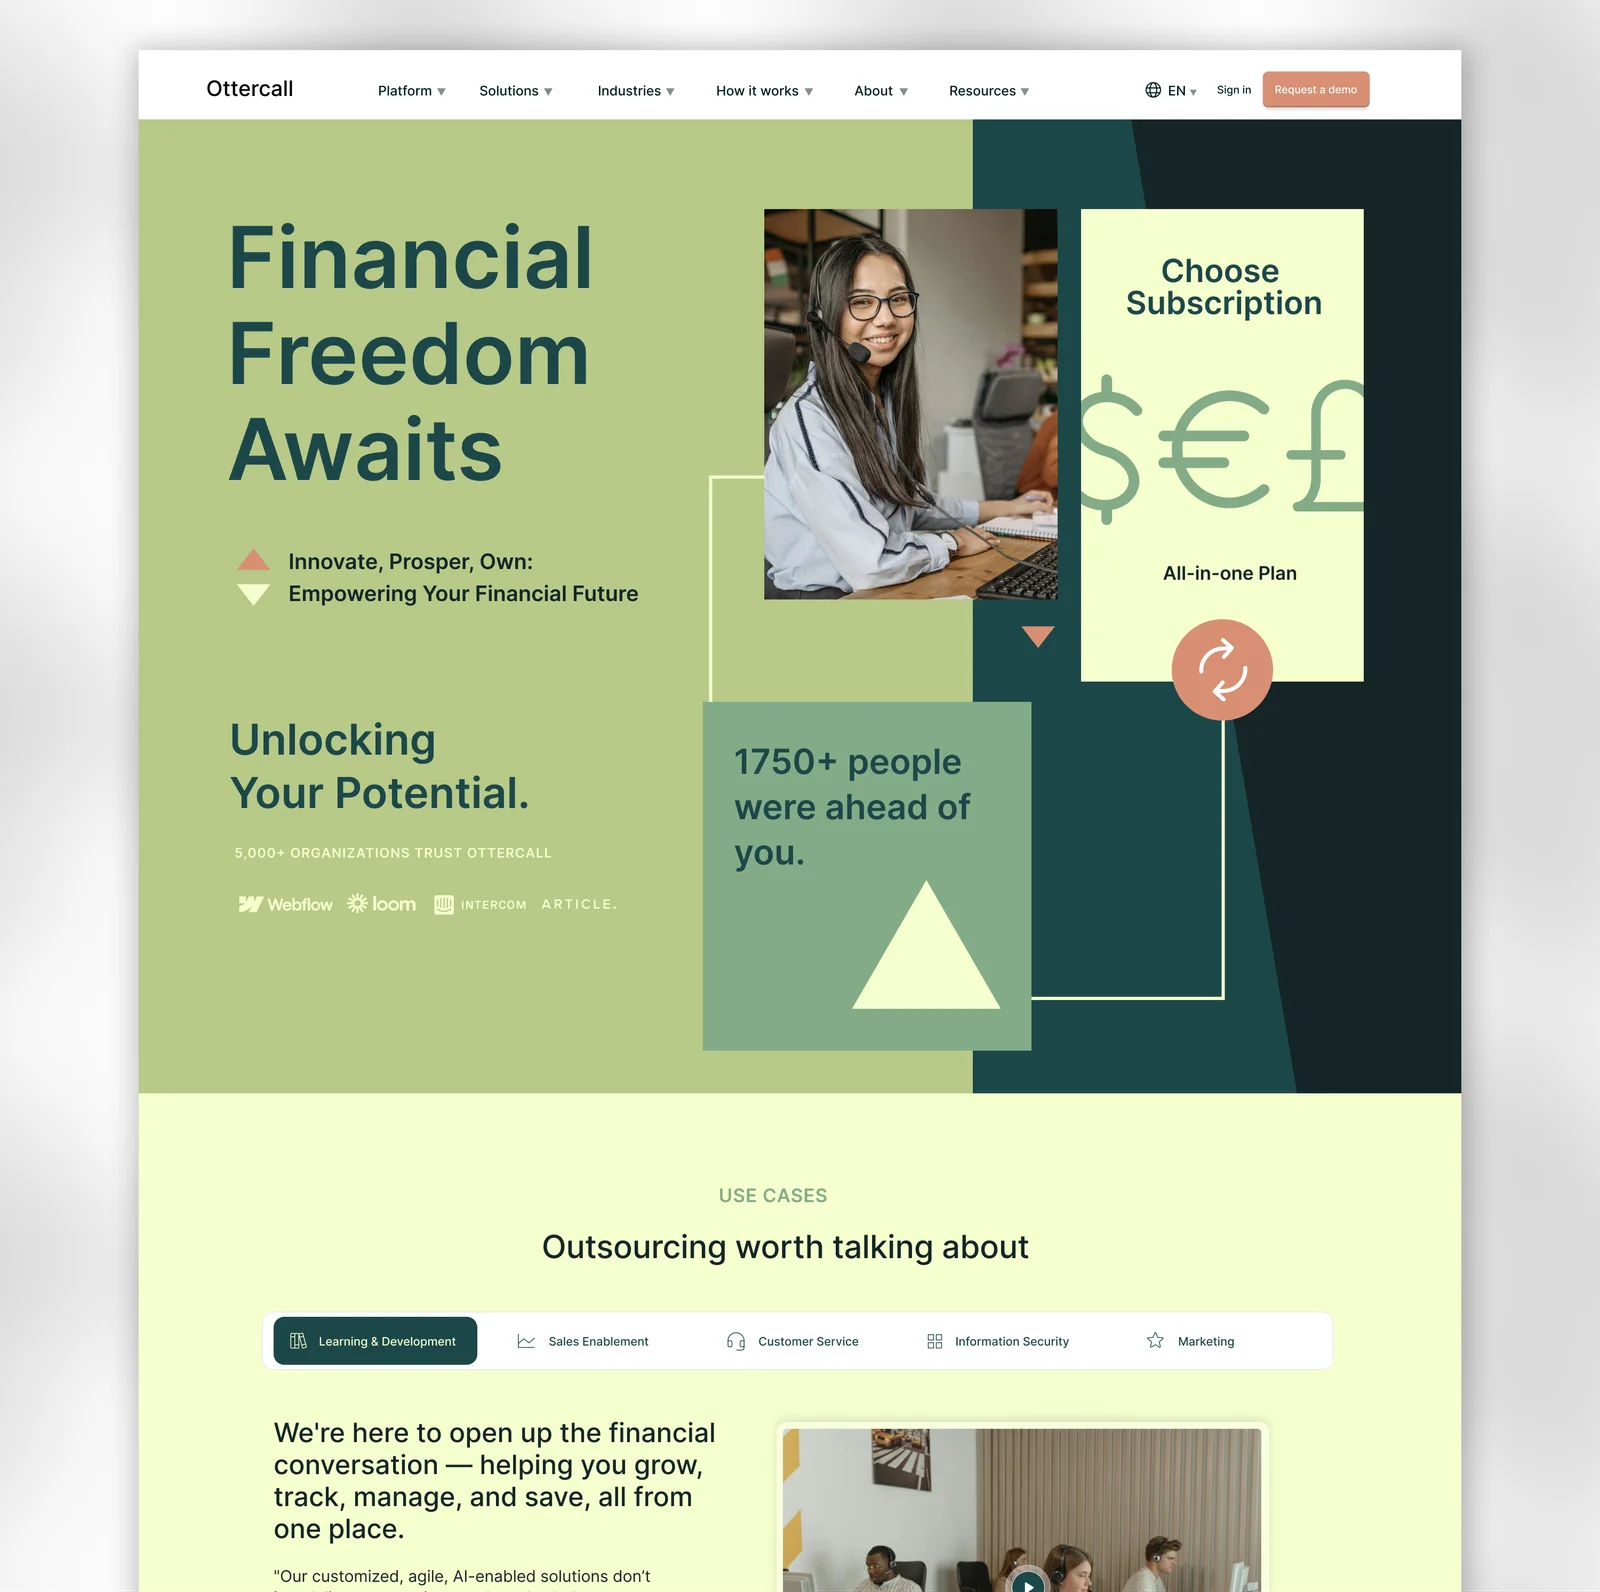 Ottercall
Platform
Solutions
Industries
How it works
About
Resources
EN
Sign in
Request a demo
Financial
Freedom
Awaits
Innovate, Prosper, Own:
Empowering Your Financial Future
Unlocking
Your Potential.
5,000+ ORGANIZATIONS TRUST OTTERCALL
Webflow
loom
INTERCOM
ARTICLE.
Choose
Subscription
$€£
All-in-one Plan
1750+ people
were ahead of
you.
USE CASES
Outsourcing worth talking about
Learning & Development
Sales Enablement
Customer Service
Information Security
Marketing
We're here to open up the financial
conversation — helping you grow,
track, manage, and save, all from
one place.
"Our customized, agile, AI-enabled solutions don’t